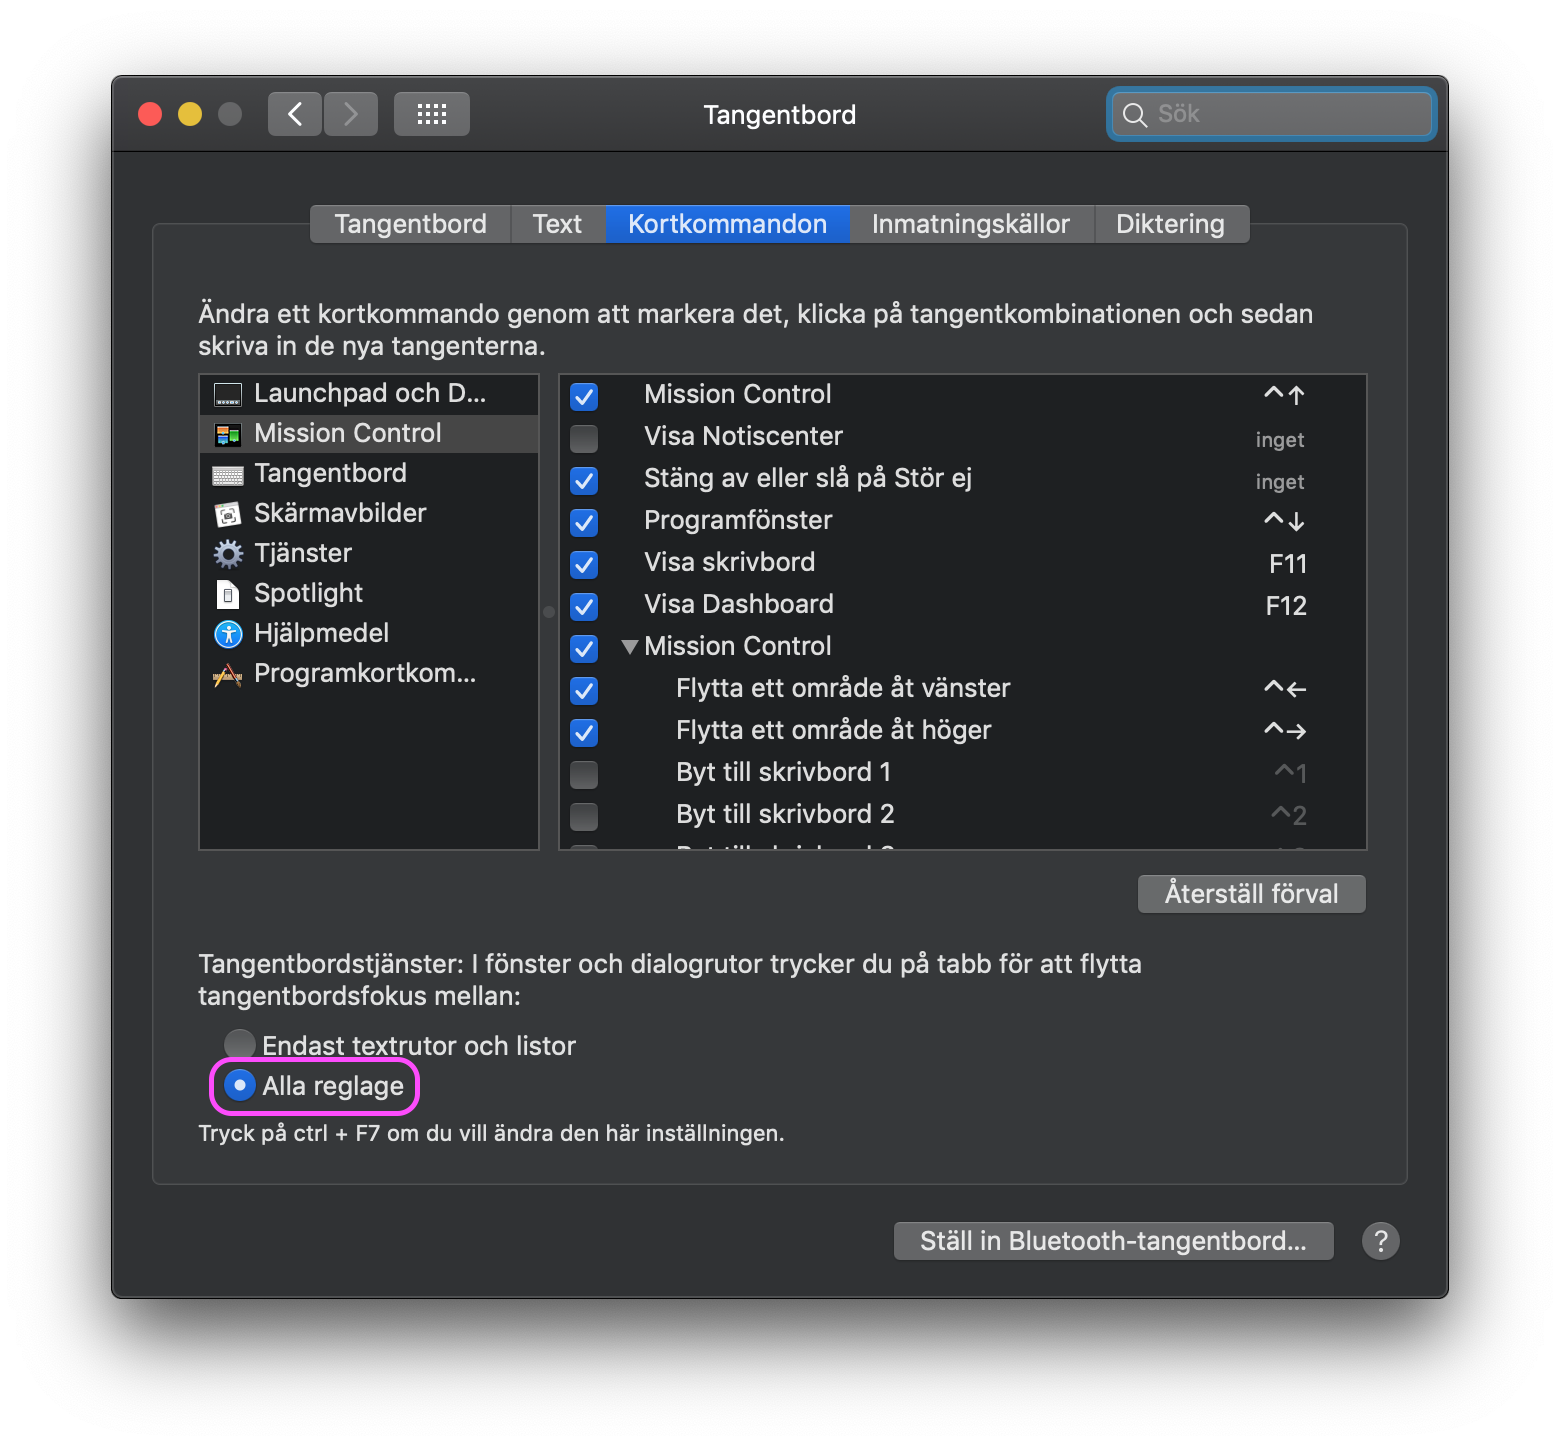 Tangentbord
Sök
Tangentbord
Text
Kortkommandon
Inmatningskällor
Diktering
Ändra ett kortkommando genom att markera det, klicka på tangentkombinationen och sedan
skriva in de nya tangenterna.
Launchpad och D...
Mission Control
Tangentbord
Skärmavbilder
Tjänster
Spotlight
Hjälpmedel
Programkortkom...
Mission Control ^↑
Visa Notiscenter inget
Stäng av eller slå på Stör ej inget
Programfönster ^↓
Visa skrivbord F11
Visa Dashboard F12
Mission Control
Flytta ett område åt vänster ^←
Flytta ett område åt höger ^→
Byt till skrivbord 1 ^1
Byt till skrivbord 2 ^2
Återställ förval
Tangentbordstjänster: I fönster och dialogrutor trycker du på tabb för att flytta
tangentbordsfokus mellan:
Endast textrutor och listor
Alla reglage
Tryck på ctrl + F7 om du vill ändra den här inställningen.
Ställ in Bluetooth-tangentbord...
?